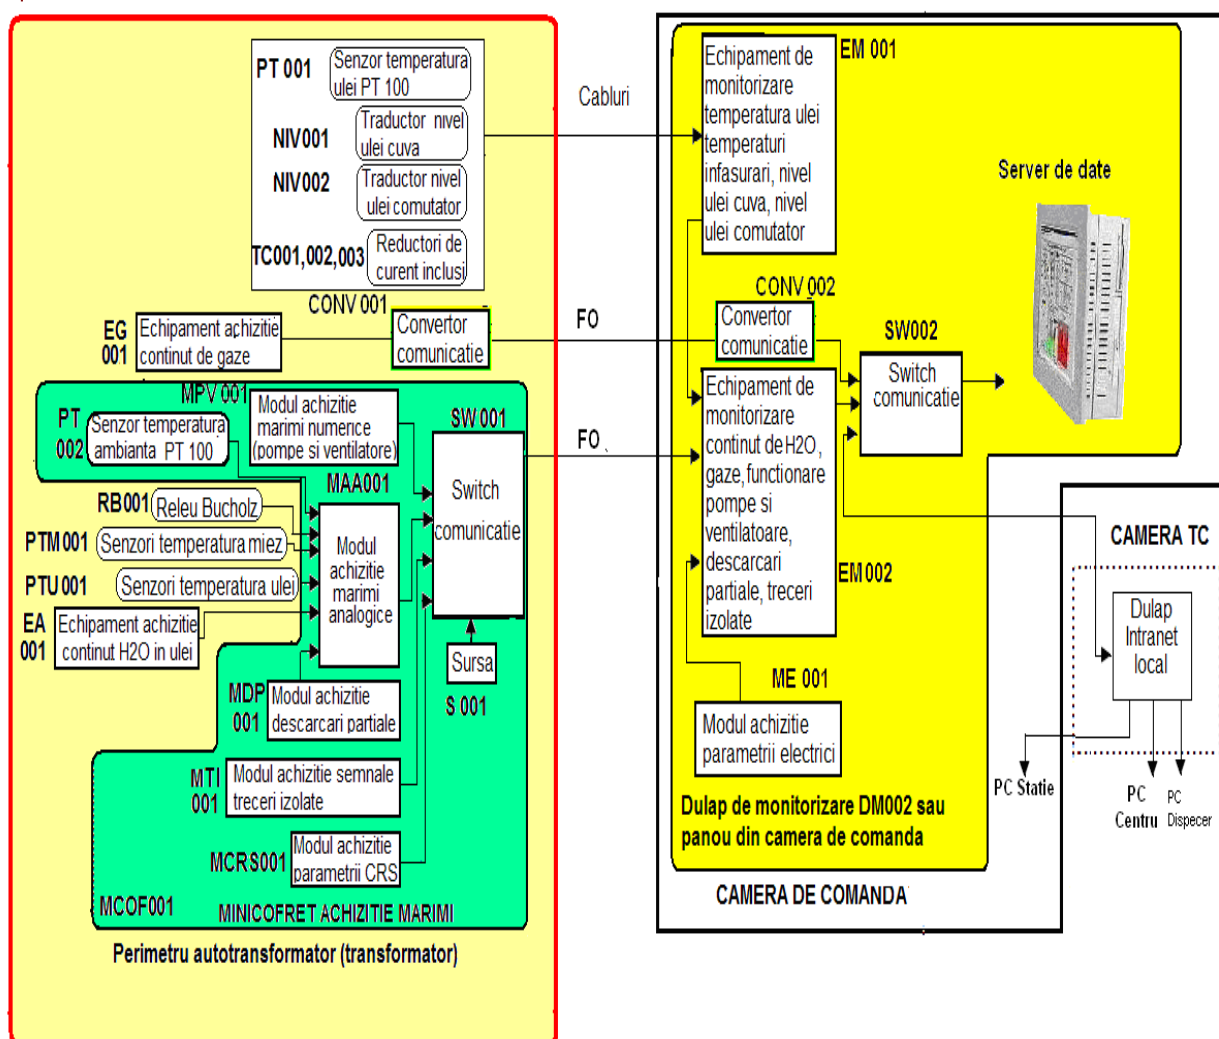 PT 001
Senzor temperatura
ulei PT 100
NIV001
Traductor nivel
ulei cuva
NIV002
Traductor nivel
ulei comutator
TC001,002,003
Reductori de
curent inclusi
CONV 001
EG
001
Echipament achizitie
continut de gaze
Convertor
comunicatie
MPV 001
PT
002
Senzor temperatura
ambianta PT 100
Modul achizitie
marimi numerice
(pompe si ventilatore)
SW 001
Switch
comunicatie
MAA001
RB001
Releu Bucholz
PTM 001
Senzori temperatura miez
PTU 001
Senzori temperatura ulei
EA
001
Echipament achizitie
continut H2O in ulei
Modul
achizitie
marimi
analogice
Sursa
S 001
MDP
001
Modul achizitie
descarcari partiale
MTI
001
Modul achizitie semnale
treceri izolate
MCRS001
Modul achizitie
parametrii CRS
MCOF001
MINICOFRET ACHIZITIE MARIMI
Perimetru autotransformator (transformator)
Cabluri
FO
FO
EM 001
Echipament de
monitorizare
temperatura ulei
temperaturi
infasurari, nivel
ulei cuva, nivel
ulei comutator
Server de date
CONV 002
Convertor
comunicatie
SW002
Switch
comunicatie
Echipament de
monitorizare
continut de H2O,
gaze, functionare
pompe si
ventilatoare,
descarcari
partiale, treceri
izolate
EM 002
ME 001
Modul achizitie
parametrii electrici
Dulap de monitorizare DM002 sau
panou din camera de comanda
CAMERA DE COMANDA
CAMERA TC
Dulap
Intranet
local
PC Statie
PC
Centru
PC
Dispecer